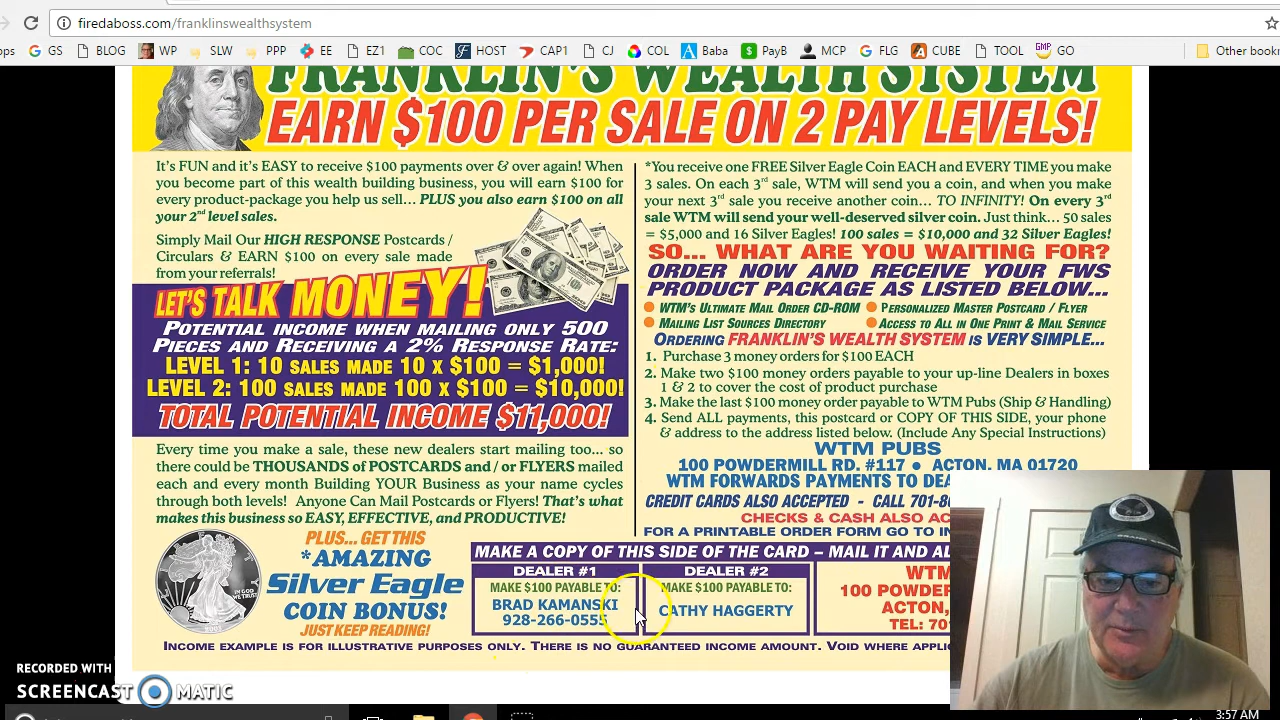 firedaboss.com/franklinswealthsystem
GS BLOG WP SLW PPP EE EZ1 COC HOST CAP1 CJ COL Baba PayB MCP FLG CUBE TOOL GO Other book
FRANKLIN'S WEALTH SYSTEM
EARN $100 PER SALE ON 2 PAY LEVELS!
It's FUN and it's EASY to receive $100 payments over & over again! When
you become part of this wealth building business, you will earn $100 for
every product-package you help us sell... PLUS you also earn $100 on all
your 2nd level sales.
Simply Mail Our HIGH RESPONSE Postcards /
Circulars & EARN $100 on every sale made
from your referrals!
LET'S TALK MONEY!
POTENTIAL INCOME WHEN MAILING ONLY 500
PIECES AND RECEIVING A 2% RESPONSE RATE:
LEVEL 1: 10 SALES MADE 10 X $100 = $1,000!
LEVEL 2: 100 SALES MADE 100 X $100 = $10,000!
TOTAL POTENTIAL INCOME $11,000!
Every time you make a sale, these new dealers start mailing too... so
there could be THOUSANDS of POSTCARDS and / or FLYERS mailed
each and every month Building YOUR Business as your name cycles
through both levels! Anyone Can Mail Postcards or Flyers! That's what
makes this business so EASY, EFFECTIVE, and PRODUCTIVE!
PLUS... GET THIS
*AMAZING
Silver Eagle
COIN BONUS!
JUST KEEP READING!
*You receive one FREE Silver Eagle Coin EACH and EVERY TIME you make
3 sales. On each 3rd sale, WTM will send you a coin, and when you make
your next 3rd sale you receive another coin... TO INFINITY! On every 3rd
sale WTM will send your well-deserved silver coin. Just think... 50 sales
= $5,000 and 16 Silver Eagles! 100 sales = $10,000 and 32 Silver Eagles!
SO... WHAT ARE YOU WAITING FOR?
ORDER NOW AND RECEIVE YOUR FWS
PRODUCT PACKAGE AS LISTED BELOW...
WTM'S ULTIMATE MAIL ORDER CD-ROM PERSONALIZED MASTER POSTCARD / FLYER
MAILING LIST SOURCES DIRECTORY ACCESS TO ALL IN ONE PRINT & MAIL SERVICE
ORDERING FRANKLIN'S WEALTH SYSTEM IS VERY SIMPLE...
1. Purchase 3 money orders for $100 EACH
2. Make two $100 money orders payable to your up-line Dealers in boxes
1 & 2 to cover the cost of product purchase
3. Make the last $100 money order payable to WTM Pubs (Ship & Handling)
4. Send ALL payments, this postcard or COPY OF THIS SIDE, your phone
& address to the address listed below. (Include Any Special Instructions)
WTM PUBS
100 POWDERMILL RD. #117 ● ACTON, MA 01720
WTM FORWARDS PAYMENTS TO DEA
CREDIT CARDS ALSO ACCEPTED - CALL 701-80
CHECKS & CASH ALSO AC
FOR A PRINTABLE ORDER FORM GO TO
MAKE A COPY OF THIS SIDE OF THE CARD – MAIL IT AND AL
DEALER #1
MAKE $100 PAYABLE TO:
BRAD KAMANSKI
928-266-0555
DEALER #2
MAKE $100 PAYABLE TO:
CATHY HAGGERTY
WTM
100 POWDER
ACTON,
TEL: 70
INCOME EXAMPLE IS FOR ILLUSTRATIVE PURPOSES ONLY. THERE IS NO GUARANTEED INCOME AMOUNT. VOID WHERE APPLIC
RECORDED WITH
SCREENCAST MATIC
3:57 AM